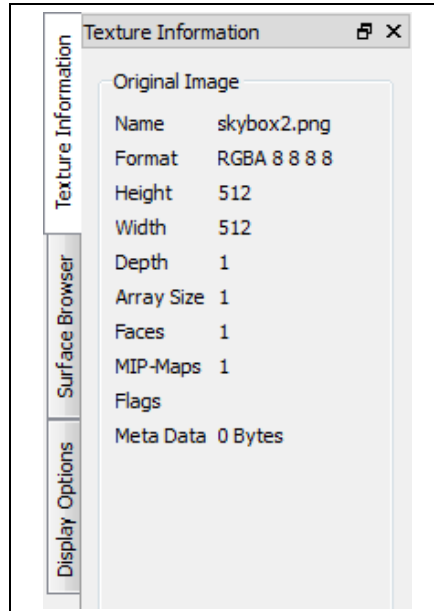 Texture Information
Texture Information
Surface Browser
Display Options
Original Image
Name skybox2.png
Format RGBA 8 8 8 8
Height 512
Width 512
Depth 1
Array Size 1
Faces 1
MIP-Maps 1
Flags
Meta Data 0 Bytes